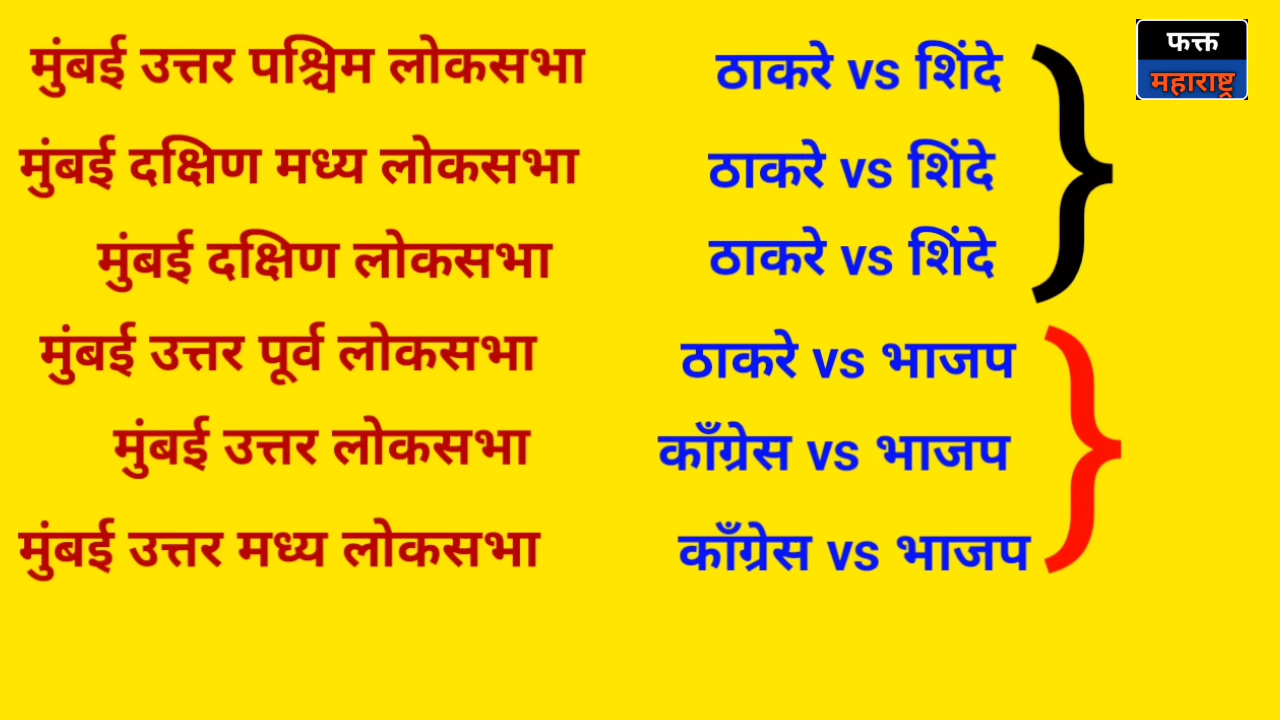 मुंबई उत्तर पश्चिम लोकसभा ठाकरे vs शिंदे
फक्त
महाराष्ट्र
मुंबई दक्षिण मध्य लोकसभा ठाकरे vs शिंदे
मुंबई दक्षिण लोकसभा ठाकरे vs शिंदे
मुंबई उत्तर पूर्व लोकसभा ठाकरे vs भाजप
मुंबई उत्तर लोकसभा काँग्रेस vs भाजप
मुंबई उत्तर मध्य लोकसभा काँग्रेस vs भाजप